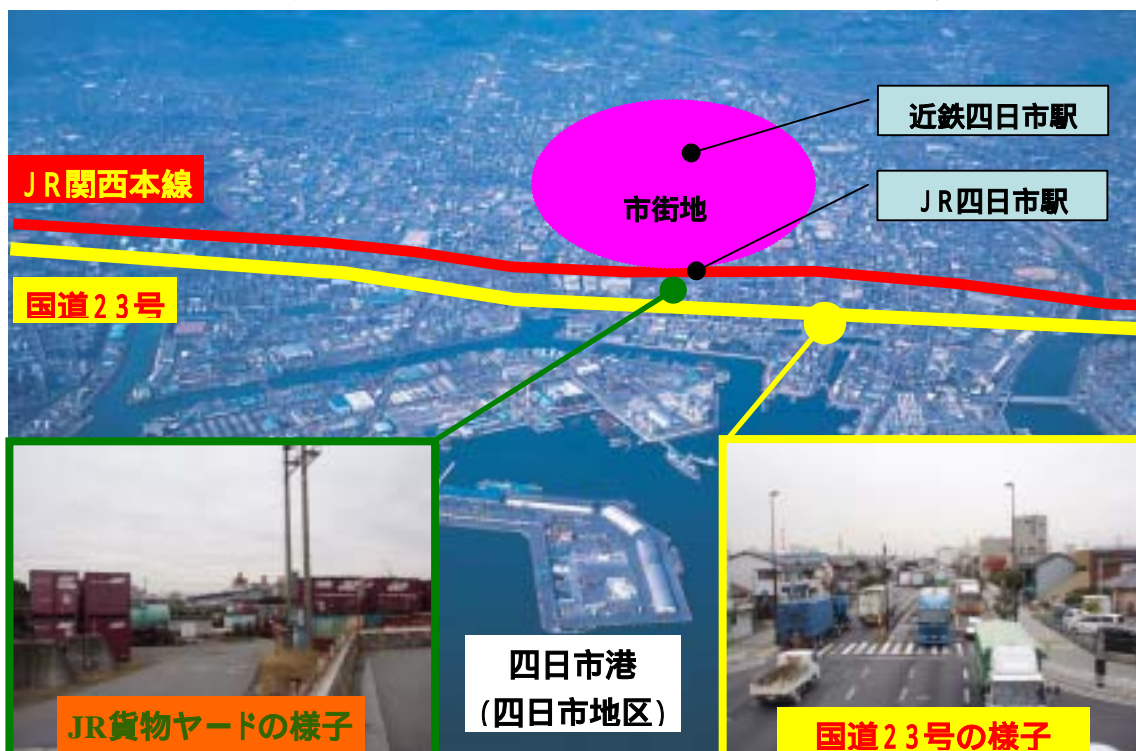 近鉄四日市駅
JR関西本線
JR四日市駅
市街地
国道23号
四日市港
(四日市地区)
JR貨物ヤードの様子
国道23号の様子